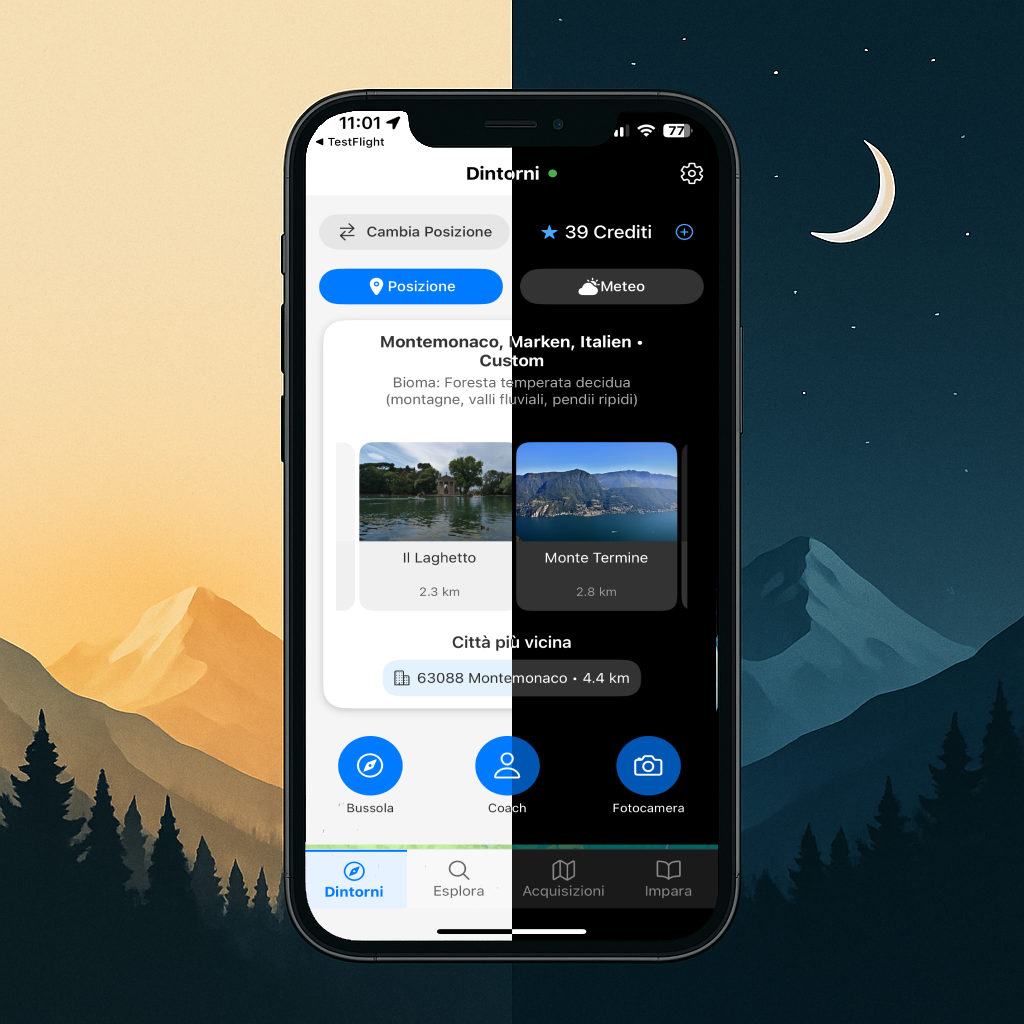 11:01
77
◀ TestFlight
Dintorni
Cambia Posizione
39 Crediti
Posizione
Meteo
Montemonaco, Marken, Italien •
Custom
Bioma: Foresta temperata decidua
(montagne, valli fluviali, pendii ripidi)
Il Laghetto
Monte Termine
2.3 km
2.8 km
Città più vicina
63088 Montemonaco • 4.4 km
Bussola
Coach
Fotocamera
Dintorni
Esplora
Acquisizioni
Impara